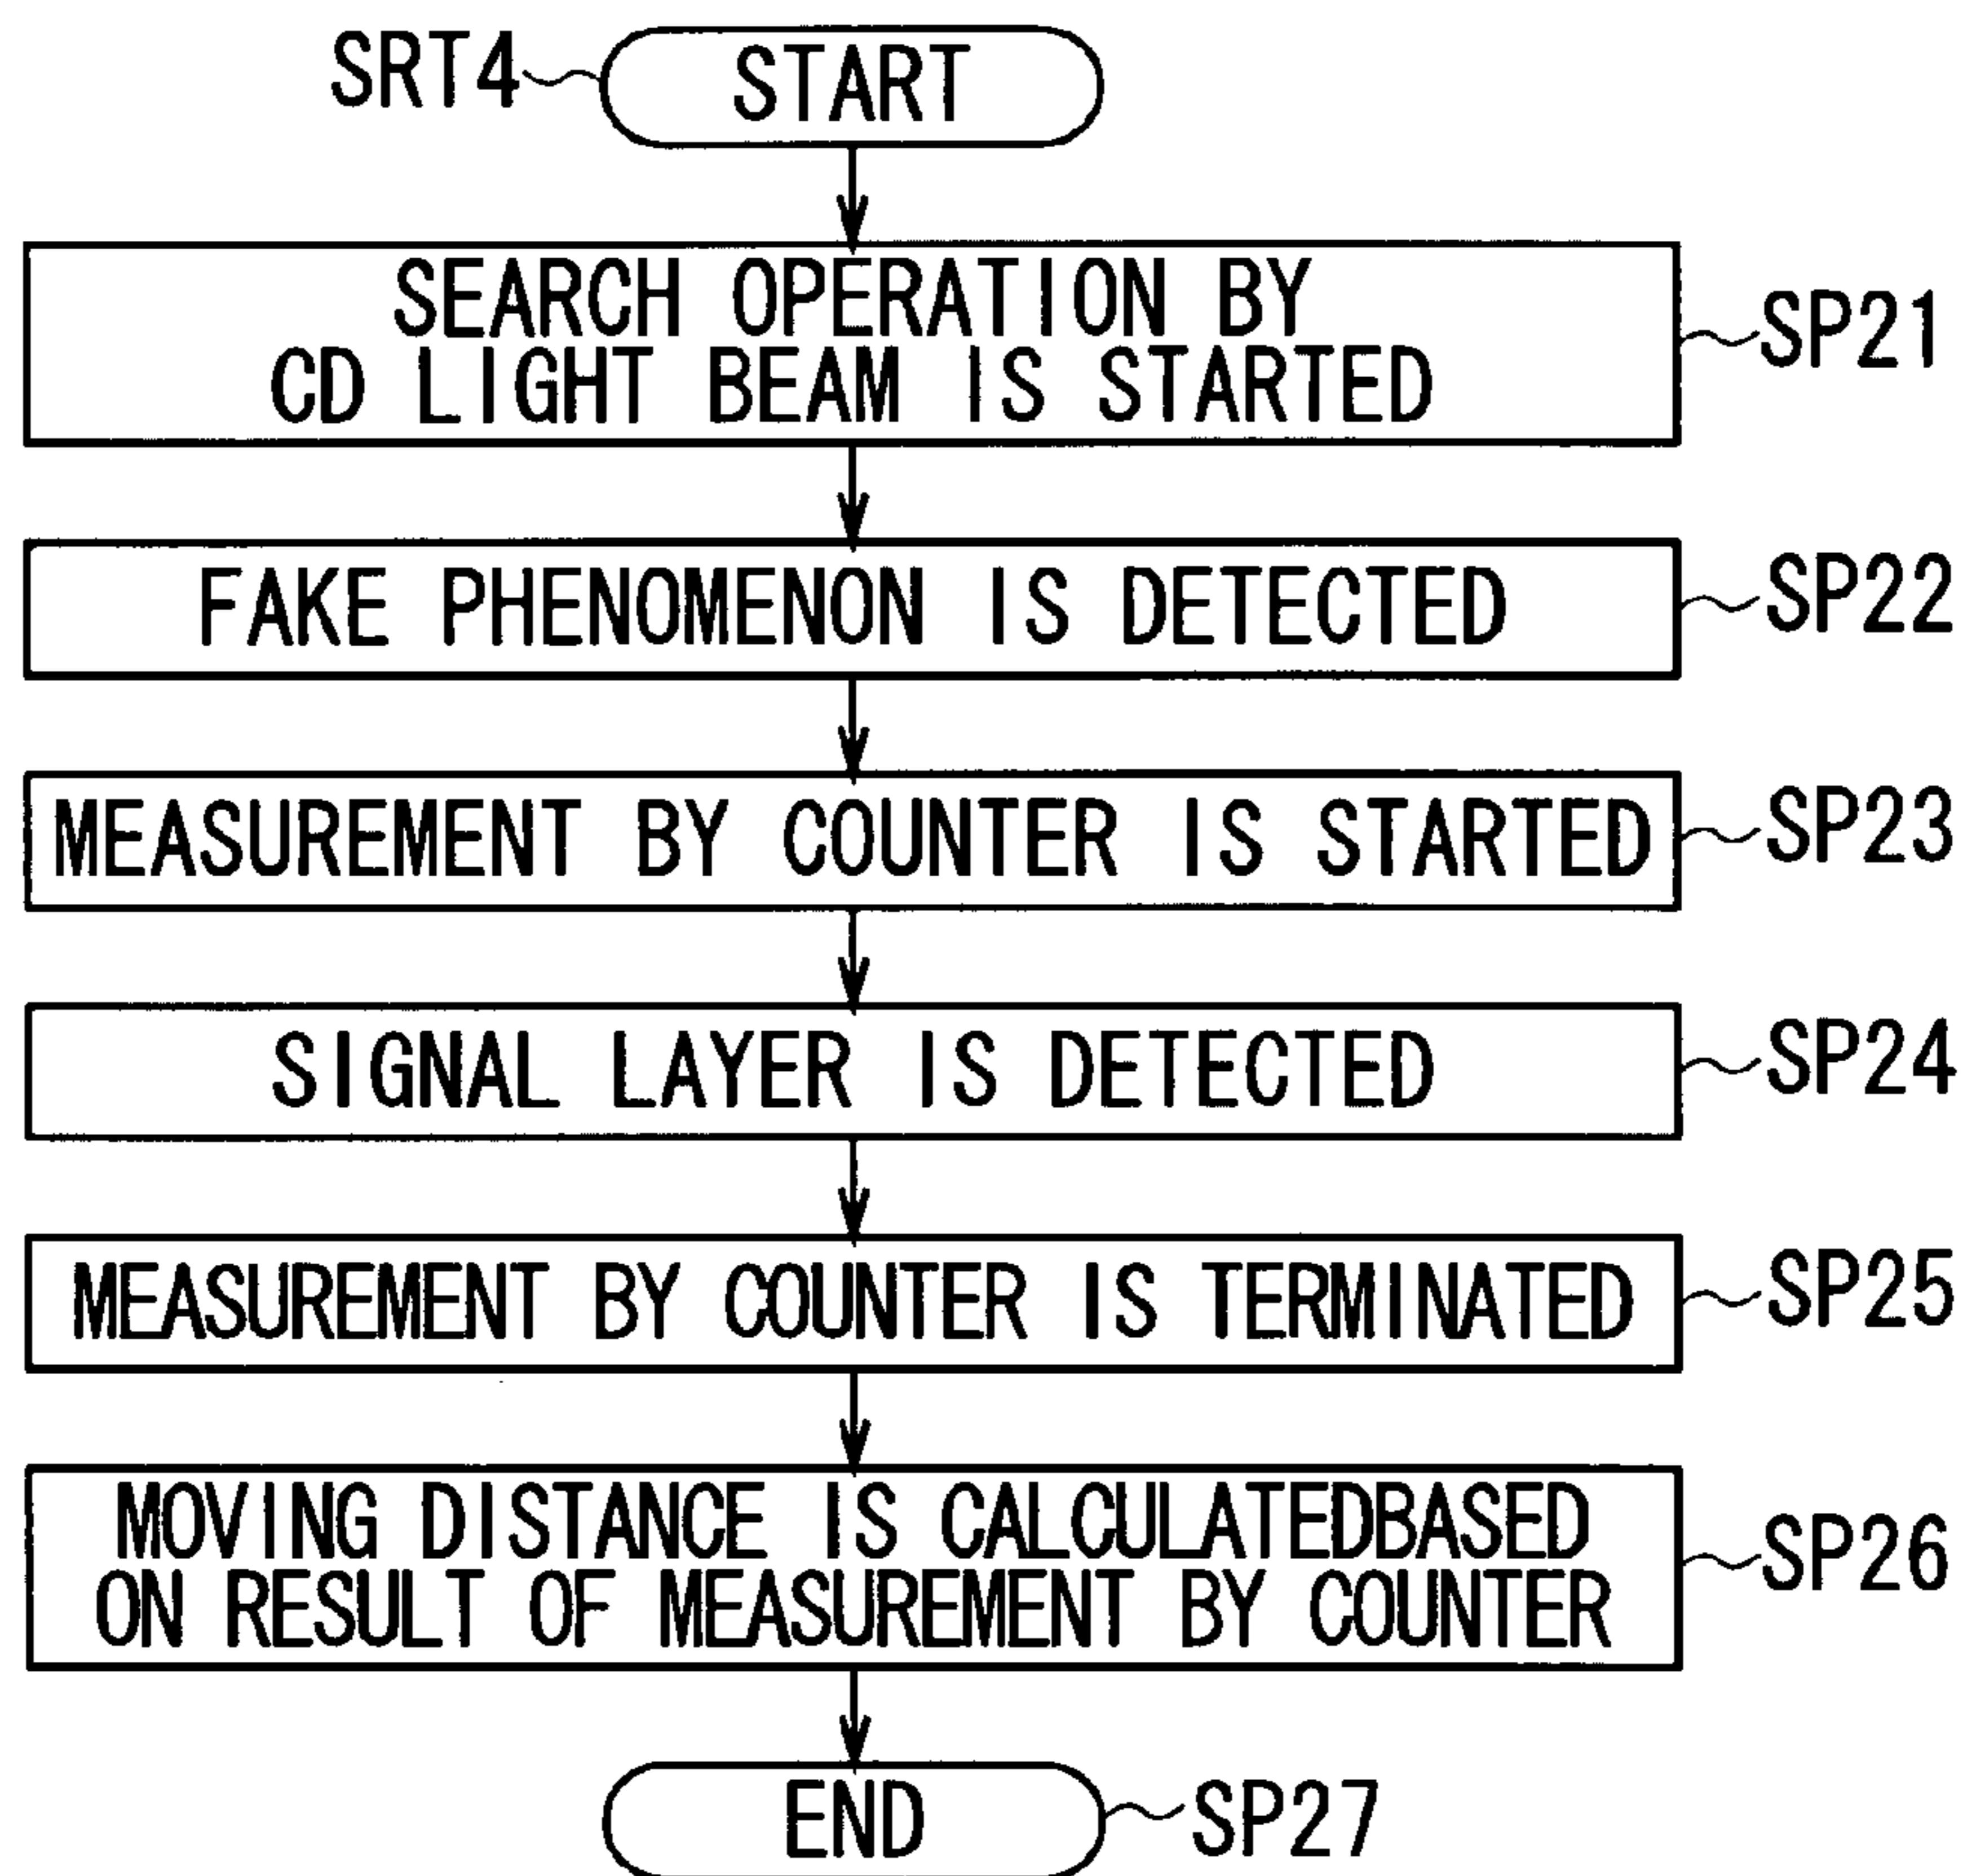 SRT4 START
SEARCH OPERATION BY
CD LIGHT BEAM IS STARTED
SP21
FAKE PHENOMENON IS DETECTED SP22
MEASUREMENT BY COUNTER IS STARTED SP23
SIGNAL LAYER IS DETECTED SP24
MEASUREMENT BY COUNTER IS TERMINATED SP25
MOVING DISTANCE IS CALCULATEDBASED
ON RESULT OF MEASUREMENT BY COUNTER
SP26
END SP27